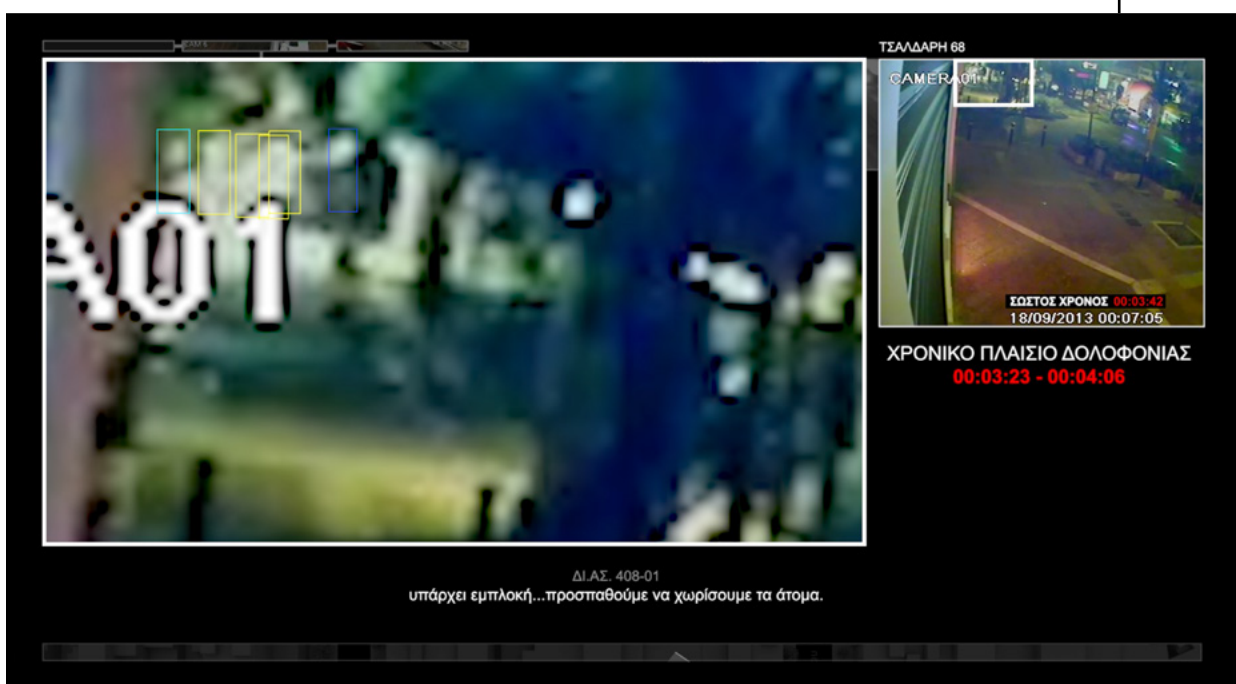 ΤΣΑΛΔΑΡΗ 68
CAMERA01
A01
ΣΩΣΤΟΣ ΧΡΟΝΟΣ 00:03:42
18/09/2013 00:07:05
ΧΡΟΝΙΚΟ ΠΛΑΙΣΙΟ ΔΟΛΟΦΟΝΙΑΣ
00:03:23 - 00:04:06
ΔΙ.ΑΣ. 408-01
υπάρχει εμπλοκή...προσπαθούμε να χωρίσουμε τα άτομα.